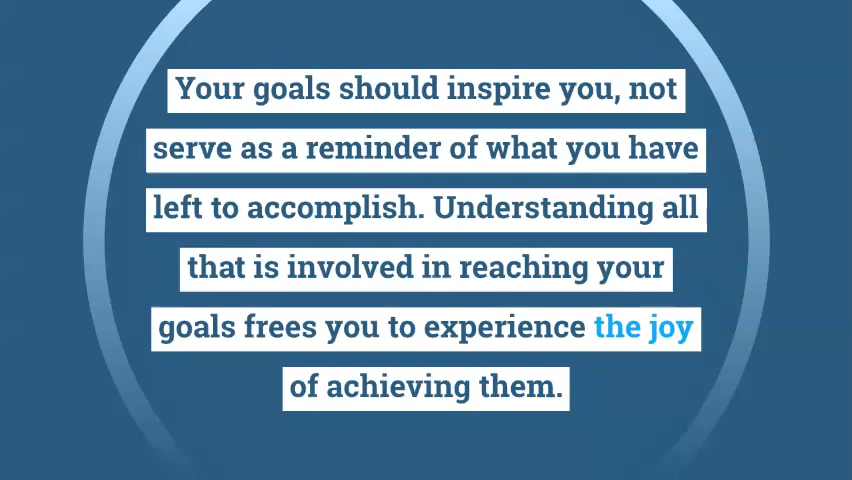 Your goals should inspire you, not
serve as a reminder of what you have
left to accomplish. Understanding all
that is involved in reaching your
goals frees you to experience the joy
of achieving them.